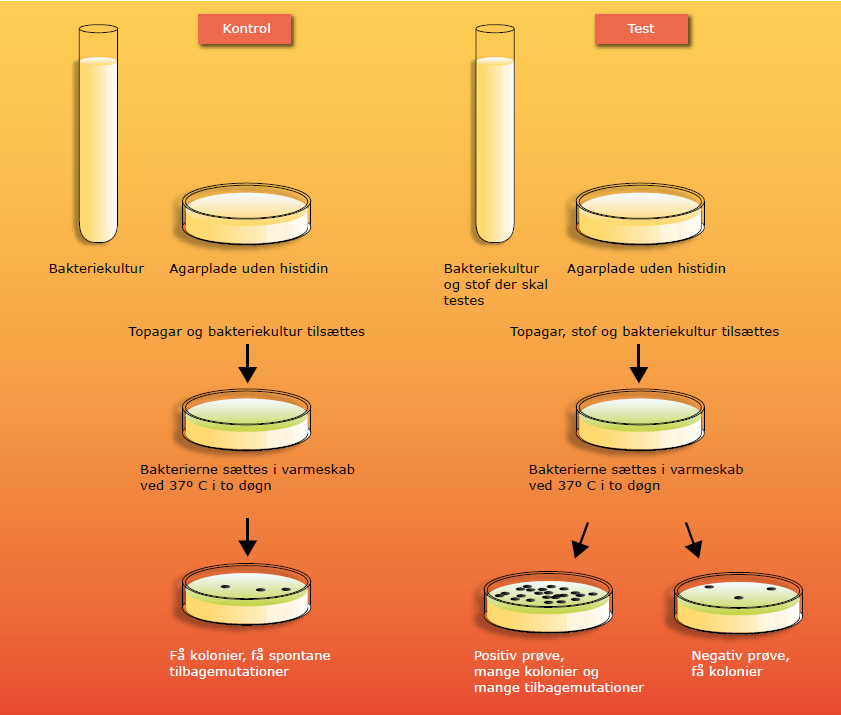 Kontrol
Bakteriekultur
Agarplade uden histidin
Topagar og bakteriekultur tilsættes
Bakterierne sættes i varmeskab
ved 37º C i to døgn
Få kolonier, få spontane
tilbagemutationer
Test
Bakteriekultur
og stof der skal
testes
Agarplade uden histidin
Topagar, stof og bakteriekultur tilsættes
Bakterierne sættes i varmeskab
ved 37º C i to døgn
Positiv prøve,
mange kolonier og
mange tilbagemutationer
Negativ prøve,
få kolonier